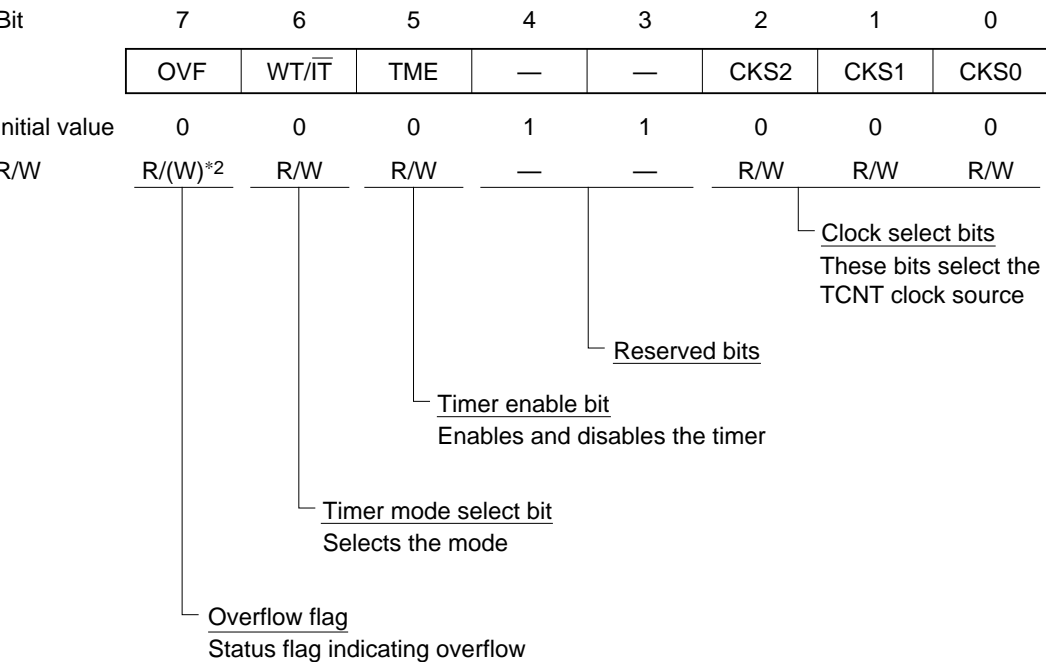 Bit 7 6 5 4 3 2 1 0
OVF WT/I̅T̅ TME — — CKS2 CKS1 CKS0
Initial value 0 0 0 1 1 0 0 0
R/W R/(W)*2 R/W R/W — — R/W R/W R/W
Clock select bits
These bits select the
TCNT clock source
Reserved bits
Timer enable bit
Enables and disables the timer
Timer mode select bit
Selects the mode
Overflow flag
Status flag indicating overflow